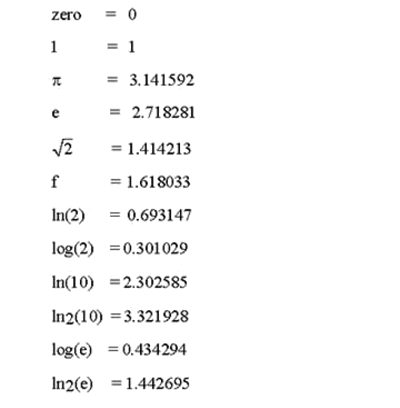 zero = 0
1 = 1
π = 3.141592
e = 2.718281
√2 = 1.414213
f = 1.618033
ln(2) = 0.693147
log(2) =0.301029
ln(10) =2.302585
ln2(10) =3.321928
log(e) =0.434294
ln2(e) =1.442695